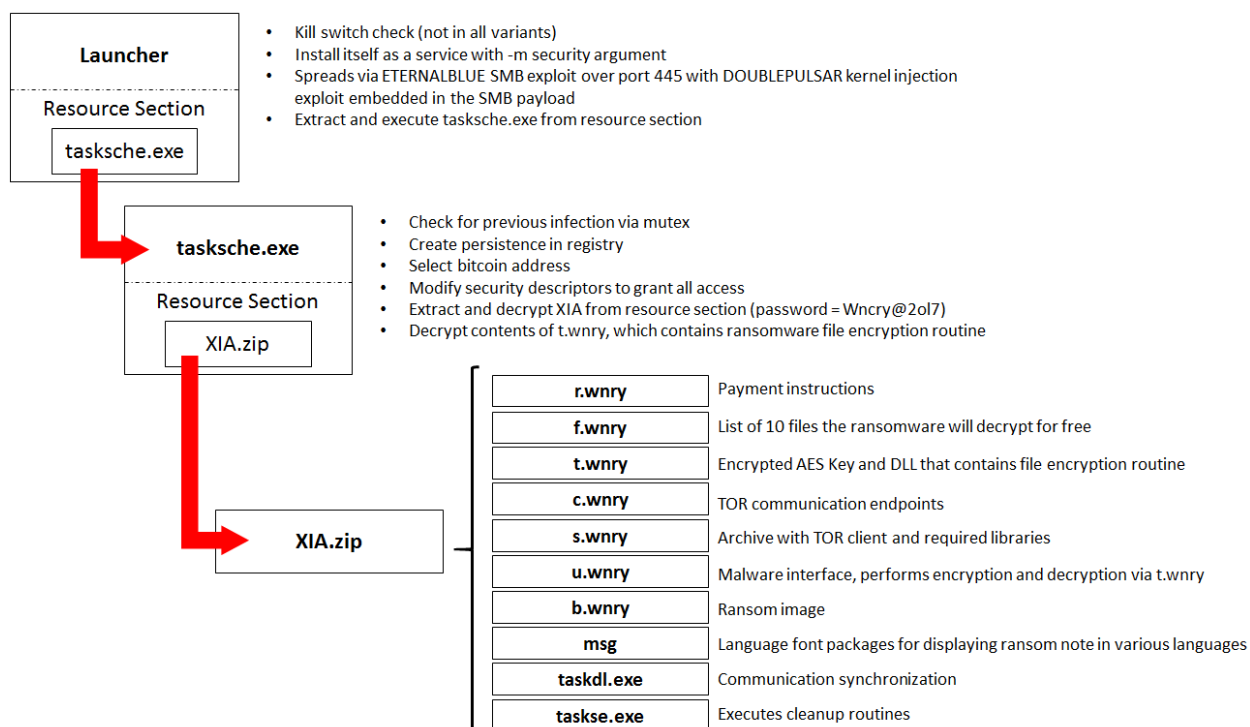 Launcher
Resource Section
tasksche.exe
• Kill switch check (not in all variants)
• Install itself as a service with -m security argument
• Spreads via ETERNALBLUE SMB exploit over port 445 with DOUBLEPULSAR kernel injection
exploit embedded in the SMB payload
• Extract and execute tasksche.exe from resource section
tasksche.exe
Resource Section
XIA.zip
• Check for previous infection via mutex
• Create persistence in registry
• Select bitcoin address
• Modify security descriptors to grant all access
• Extract and decrypt XIA from resource section (password = Wncry@2ol7)
• Decrypt contents of t.wnry, which contains ransomware file encryption routine
XIA.zip
r.wnry Payment instructions
f.wnry List of 10 files the ransomware will decrypt for free
t.wnry Encrypted AES Key and DLL that contains file encryption routine
c.wnry TOR communication endpoints
s.wnry Archive with TOR client and required libraries
u.wnry Malware interface, performs encryption and decryption via t.wnry
b.wnry Ransom image
msg Language font packages for displaying ransom note in various languages
taskdl.exe Communication synchronization
taskse.exe Executes cleanup routines